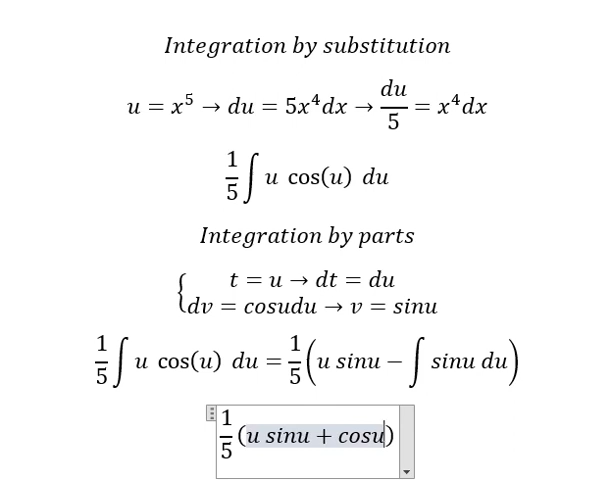 Integration by substitution
u = x⁵ → du = 5x⁴dx → du/5 = x⁴dx
1/5 ∫ u cos(u) du
Integration by parts
{ t = u → dt = du
dv = cosudu → v = sinu
1/5 ∫ u cos(u) du = 1/5 (u sinu − ∫ sinu du)
1/5 (u sinu + cosu)